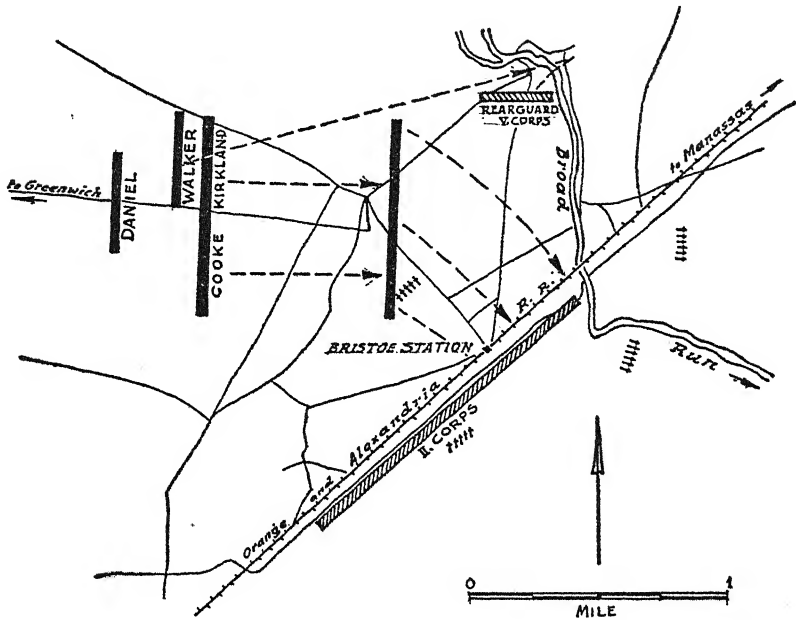 to Greenwich
DANIEL
WALKER
KIRKLAND
COOKE
REARGUARD
V. CORPS
Broad
to Manassas
R. R.
BRISTOE. STATION
II. CORPS
Orange and Alexandria
Run
0 1
MILE